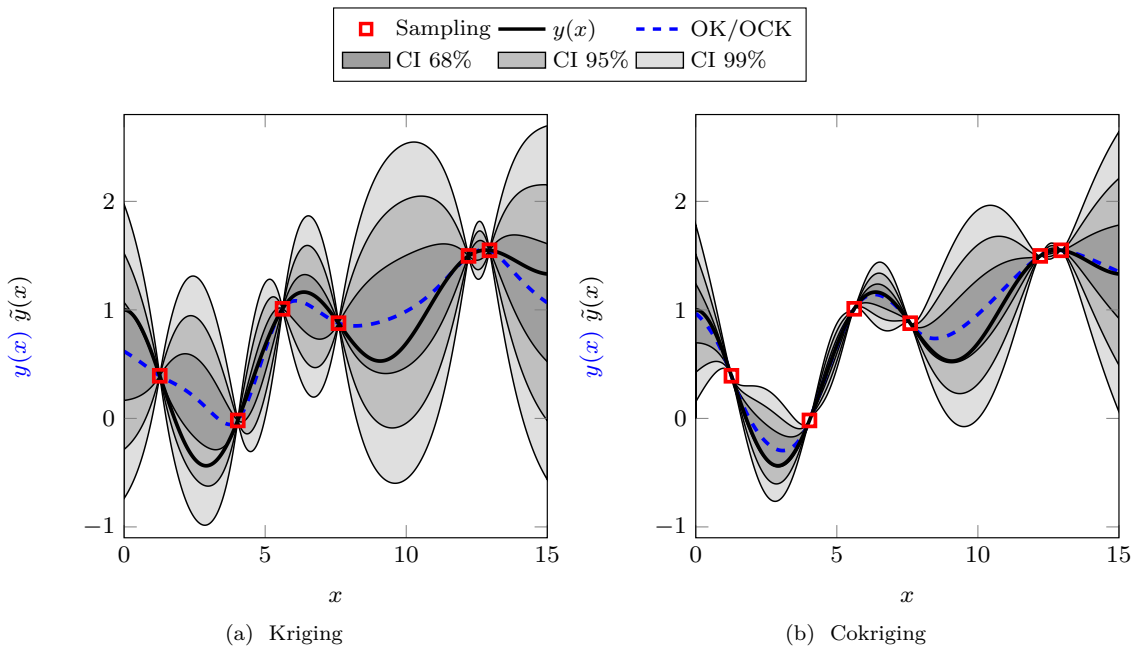 Sampling y(x) OK/OCK
CI 68% CI 95% CI 99%
y(x) ỹ(x)
2
1
0
−1
0 5 10 15
x
(a) Kriging
y(x) ỹ(x)
2
1
0
−1
0 5 10 15
x
(b) Cokriging